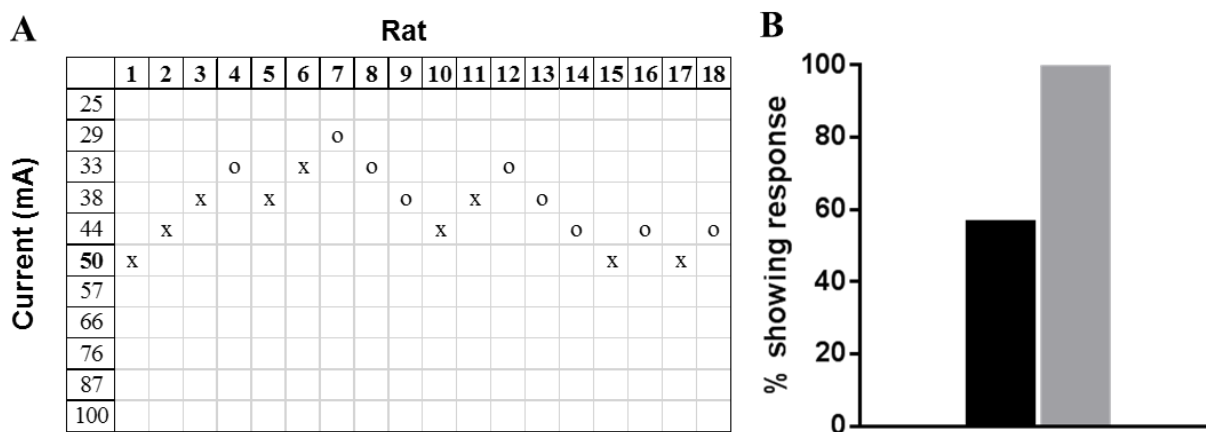 A
Rat
B
Current (mA)
1 2 3 4 5 6 7 8 9 10 11 12 13 14 15 16 17 18
25
29 o
33 o x o o
38 x x o x o
44 x x o o o
50 x x x
57
66
76
87
100
% showing response
100
80
60
40
20
0